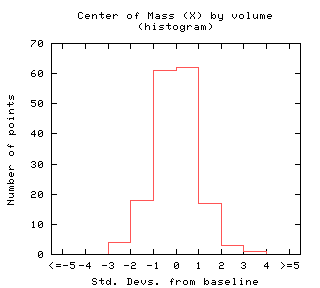 Center of Mass (X) by volume
(histogram)
70
60
50
40
30
20
10
0
Number of points
<=-5 -4 -3 -2 -1 0 1 2 3 4 >=5
Std. Devs. from baseline